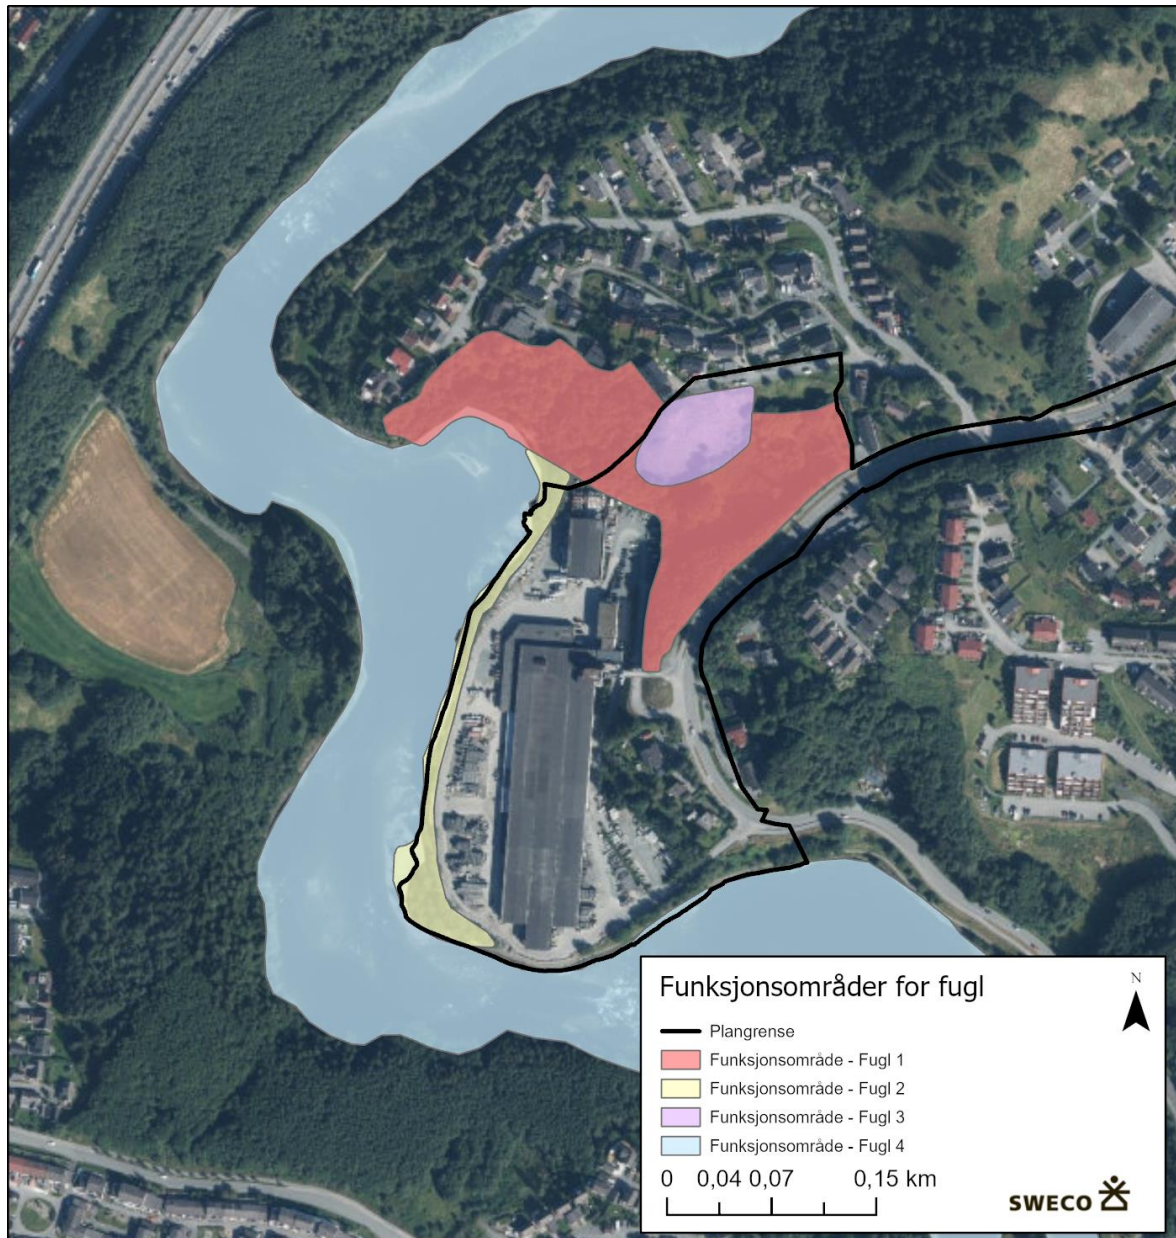 Funksjonsområder for fugl
N
Plangrense
Funksjonsområde - Fugl 1
Funksjonsområde - Fugl 2
Funksjonsområde - Fugl 3
Funksjonsområde - Fugl 4
0 0,04 0,07 0,15 km
SWECO